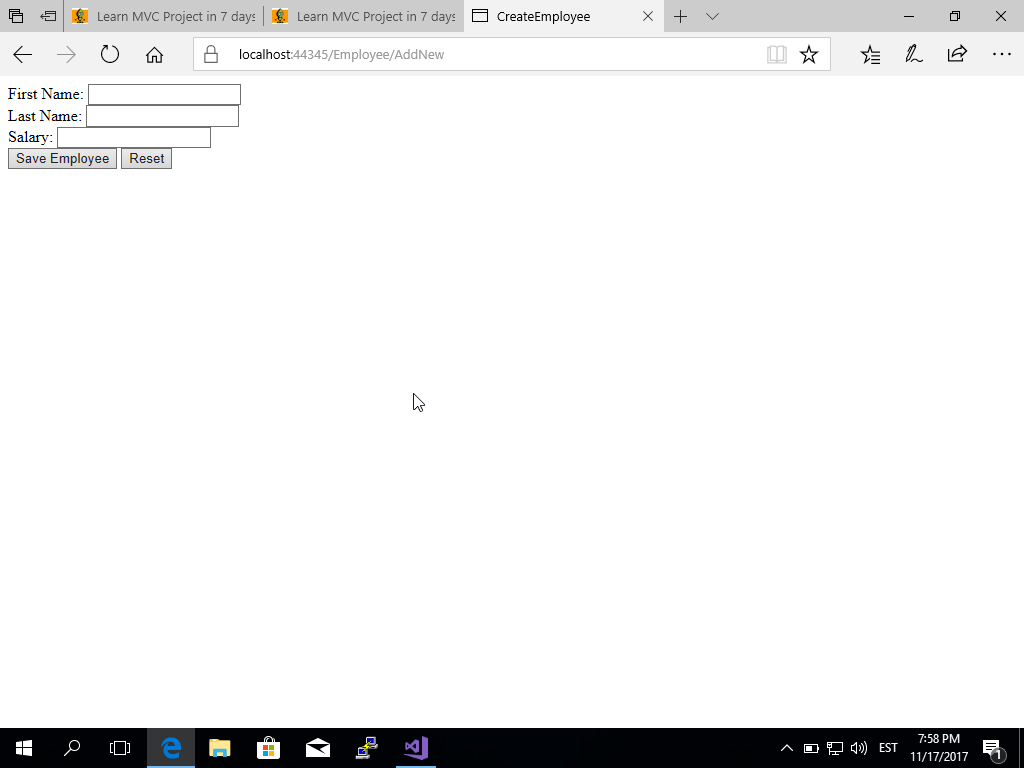 Learn MVC Project in 7 days
Learn MVC Project in 7 days
CreateEmployee
localhost:44345/Employee/AddNew
First Name:
Last Name:
Salary:
Save Employee Reset
EST
7:58 PM
11/17/2017
1